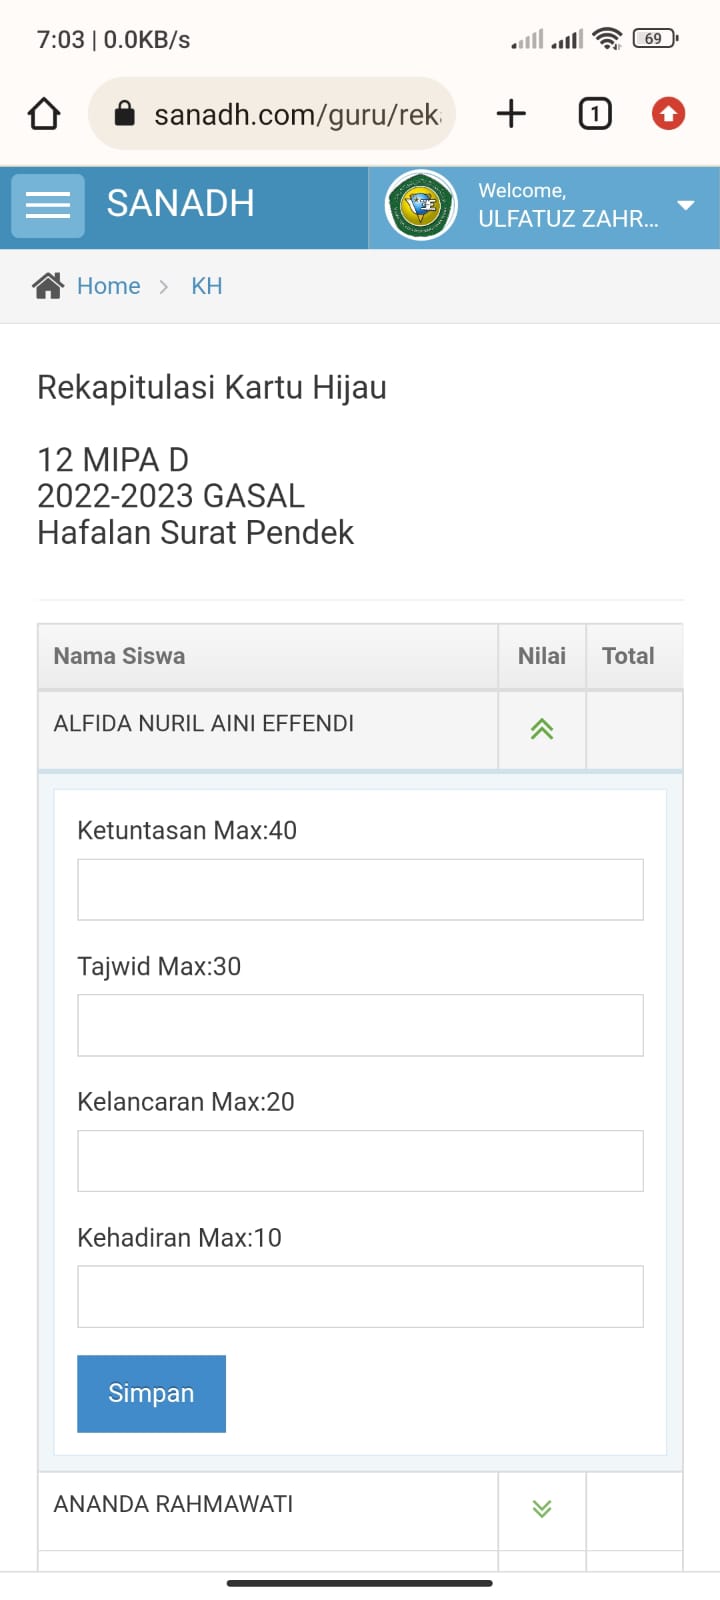 7:03 | 0.0KB/s
69
sanadh.com/guru/rek
1
SANADH
Welcome,
ULFATUZ ZAHR...
Home > KH
Rekapitulasi Kartu Hijau
12 MIPA D
2022-2023 GASAL
Hafalan Surat Pendek
Nama Siswa Nilai Total
ALFIDA NURIL AINI EFFENDI
Ketuntasan Max:40
Tajwid Max:30
Kelancaran Max:20
Kehadiran Max:10
Simpan
ANANDA RAHMAWATI